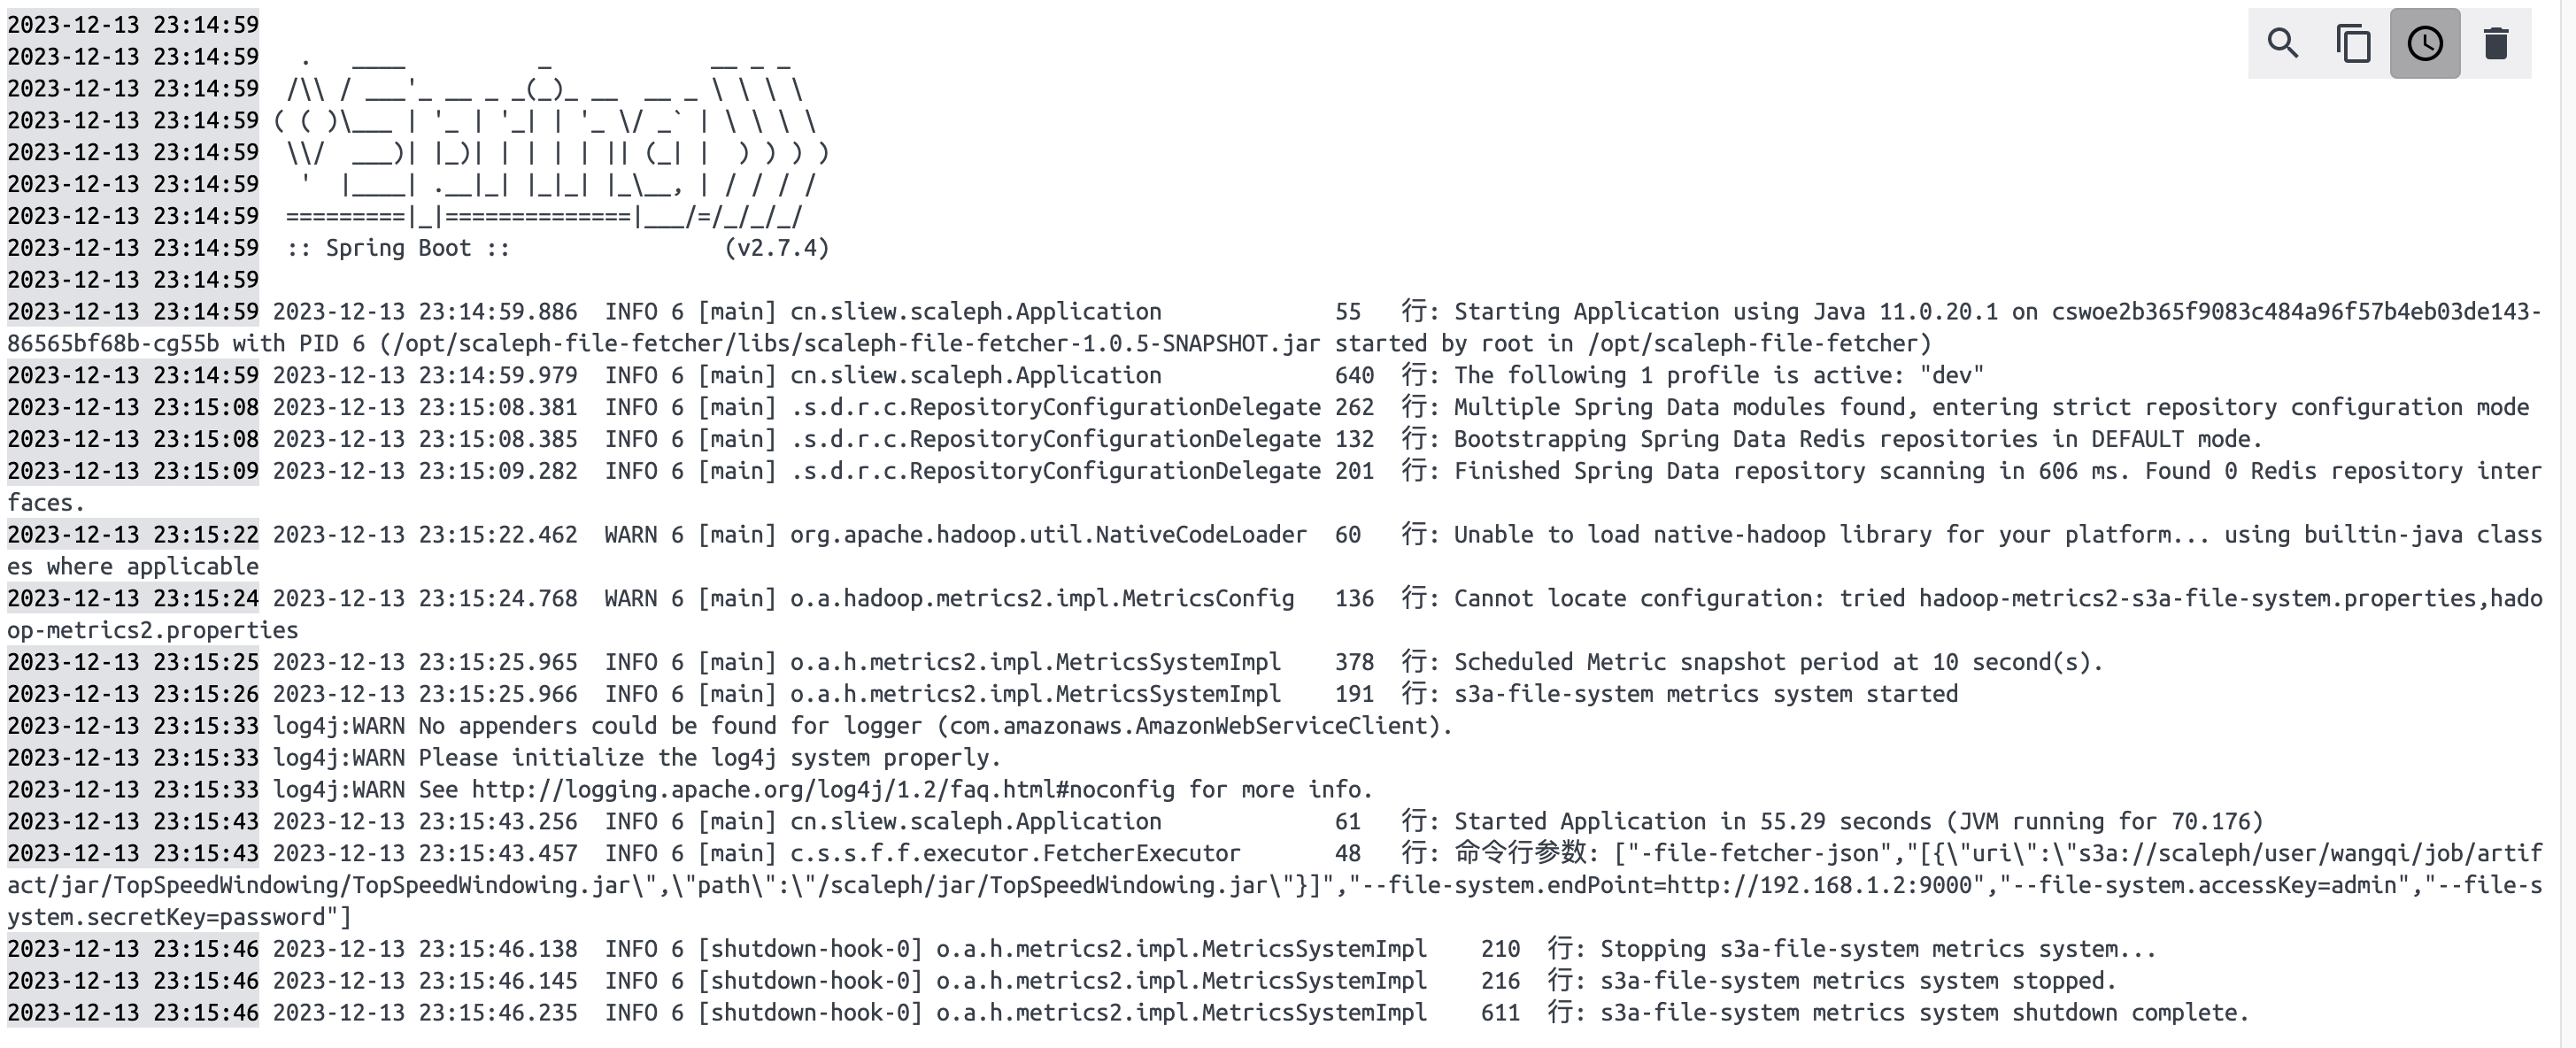 2023-12-13 23:14:59
2023-12-13 23:14:59   .   ____          _            __ _ _
2023-12-13 23:14:59  /\\ / ___'_ __ _ _(_)_ __  __ _ \ \ \ \
2023-12-13 23:14:59 ( ( )\___ | '_ | '_| | '_ \/ _` | \ \ \ \
2023-12-13 23:14:59  \\/  ___)| |_)| | | | | || (_| |  ) ) ) )
2023-12-13 23:14:59   '  |____| .__|_| |_|_| |_\__, | / / / /
2023-12-13 23:14:59  =========|_|==============|___/=/_/_/_/
2023-12-13 23:14:59  :: Spring Boot ::                (v2.7.4)
2023-12-13 23:14:59
2023-12-13 23:14:59 2023-12-13 23:14:59.886  INFO 6 [main] cn.sliew.scaleph.Application             55   行: Starting Application using Java 11.0.20.1 on cswoe2b365f9083c484a96f57b4eb03de143-
86565bf68b-cg55b with PID 6 (/opt/scaleph-file-fetcher/libs/scaleph-file-fetcher-1.0.5-SNAPSHOT.jar started by root in /opt/scaleph-file-fetcher)
2023-12-13 23:14:59 2023-12-13 23:14:59.979  INFO 6 [main] cn.sliew.scaleph.Application             640  行: The following 1 profile is active: "dev"
2023-12-13 23:15:08 2023-12-13 23:15:08.381  INFO 6 [main] .s.d.r.c.RepositoryConfigurationDelegate 262  行: Multiple Spring Data modules found, entering strict repository configuration mode
2023-12-13 23:15:08 2023-12-13 23:15:08.385  INFO 6 [main] .s.d.r.c.RepositoryConfigurationDelegate 132  行: Bootstrapping Spring Data Redis repositories in DEFAULT mode.
2023-12-13 23:15:09 2023-12-13 23:15:09.282  INFO 6 [main] .s.d.r.c.RepositoryConfigurationDelegate 201  行: Finished Spring Data repository scanning in 606 ms. Found 0 Redis repository inter
faces.
2023-12-13 23:15:22 2023-12-13 23:15:22.462  WARN 6 [main] org.apache.hadoop.util.NativeCodeLoader  60   行: Unable to load native-hadoop library for your platform... using builtin-java class
es where applicable
2023-12-13 23:15:24 2023-12-13 23:15:24.768  WARN 6 [main] o.a.hadoop.metrics2.impl.MetricsConfig   136  行: Cannot locate configuration: tried hadoop-metrics2-s3a-file-system.properties,hado
op-metrics2.properties
2023-12-13 23:15:25 2023-12-13 23:15:25.965  INFO 6 [main] o.a.h.metrics2.impl.MetricsSystemImpl    378  行: Scheduled Metric snapshot period at 10 second(s).
2023-12-13 23:15:26 2023-12-13 23:15:25.966  INFO 6 [main] o.a.h.metrics2.impl.MetricsSystemImpl    191  行: s3a-file-system metrics system started
2023-12-13 23:15:33 log4j:WARN No appenders could be found for logger (com.amazonaws.AmazonWebServiceClient).
2023-12-13 23:15:33 log4j:WARN Please initialize the log4j system properly.
2023-12-13 23:15:33 log4j:WARN See http://logging.apache.org/log4j/1.2/faq.html#noconfig for more info.
2023-12-13 23:15:43 2023-12-13 23:15:43.256  INFO 6 [main] cn.sliew.scaleph.Application             61   行: Started Application in 55.29 seconds (JVM running for 70.176)
2023-12-13 23:15:43 2023-12-13 23:15:43.457  INFO 6 [main] c.s.s.f.f.executor.FetcherExecutor       48   行: 命令行参数: ["-file-fetcher-json","[{\"uri\":\"s3a://scaleph/user/wangqi/job/artif
act/jar/TopSpeedWindowing/TopSpeedWindowing.jar\",\"path\":\"/scaleph/jar/TopSpeedWindowing.jar\"}]","--file-system.endPoint=http://192.168.1.2:9000","--file-system.accessKey=admin","--file-s
ystem.secretKey=password"]
2023-12-13 23:15:46 2023-12-13 23:15:46.138  INFO 6 [shutdown-hook-0] o.a.h.metrics2.impl.MetricsSystemImpl    210  行: Stopping s3a-file-system metrics system...
2023-12-13 23:15:46 2023-12-13 23:15:46.145  INFO 6 [shutdown-hook-0] o.a.h.metrics2.impl.MetricsSystemImpl    216  行: s3a-file-system metrics system stopped.
2023-12-13 23:15:46 2023-12-13 23:15:46.235  INFO 6 [shutdown-hook-0] o.a.h.metrics2.impl.MetricsSystemImpl    611  行: s3a-file-system metrics system shutdown complete.